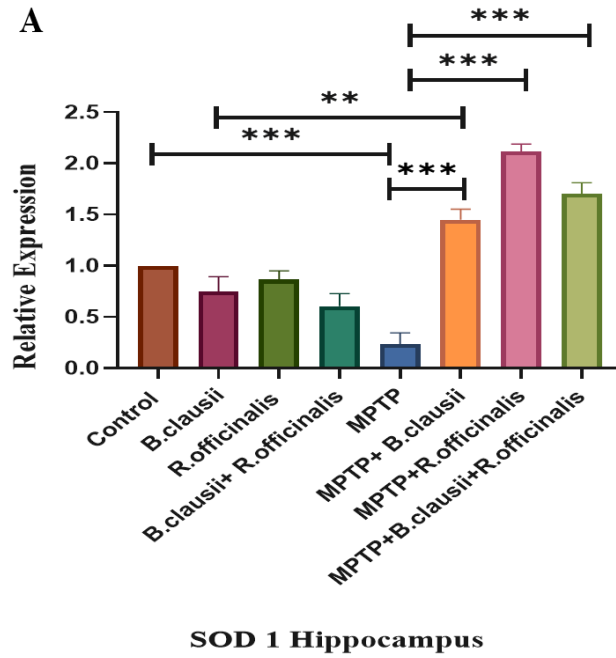 A
***
***
**
***
***
Relative Expression
2.5
2.0
1.5
1.0
0.5
0.0
Control
B.clausii
R.officinalis
B.clausii+ R.officinalis
MPTP
MPTP+ B.clausii
MPTP+R.officinalis
MPTP+B.clausii+R.officinalis
SOD 1 Hippocampus